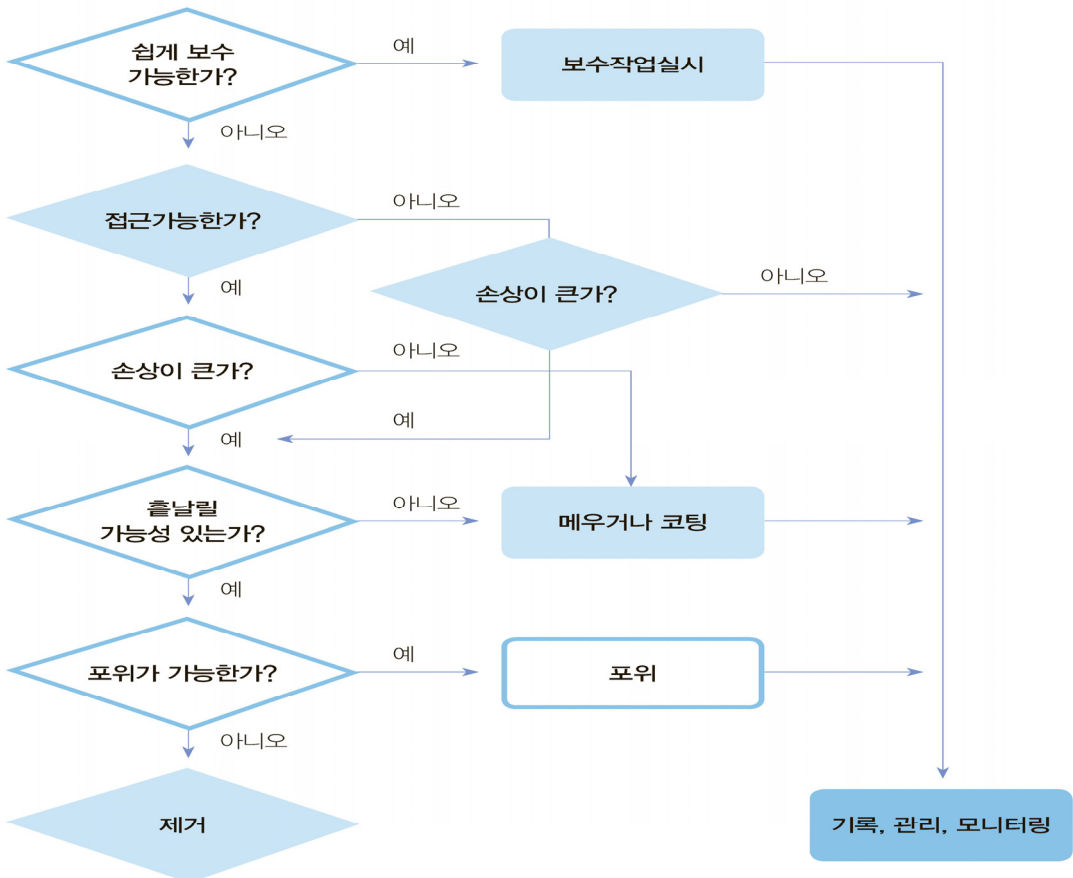 쉽게 보수
가능한가?
예
보수작업실시
아니오
접근가능한가?
아니오
예
손상이 큰가?
아니오
손상이 큰가?
아니오
예
예
흩날릴
가능성 있는가?
아니오
메우거나 코팅
예
포위가 가능한가?
예
포위
아니오
제거
기록, 관리, 모니터링